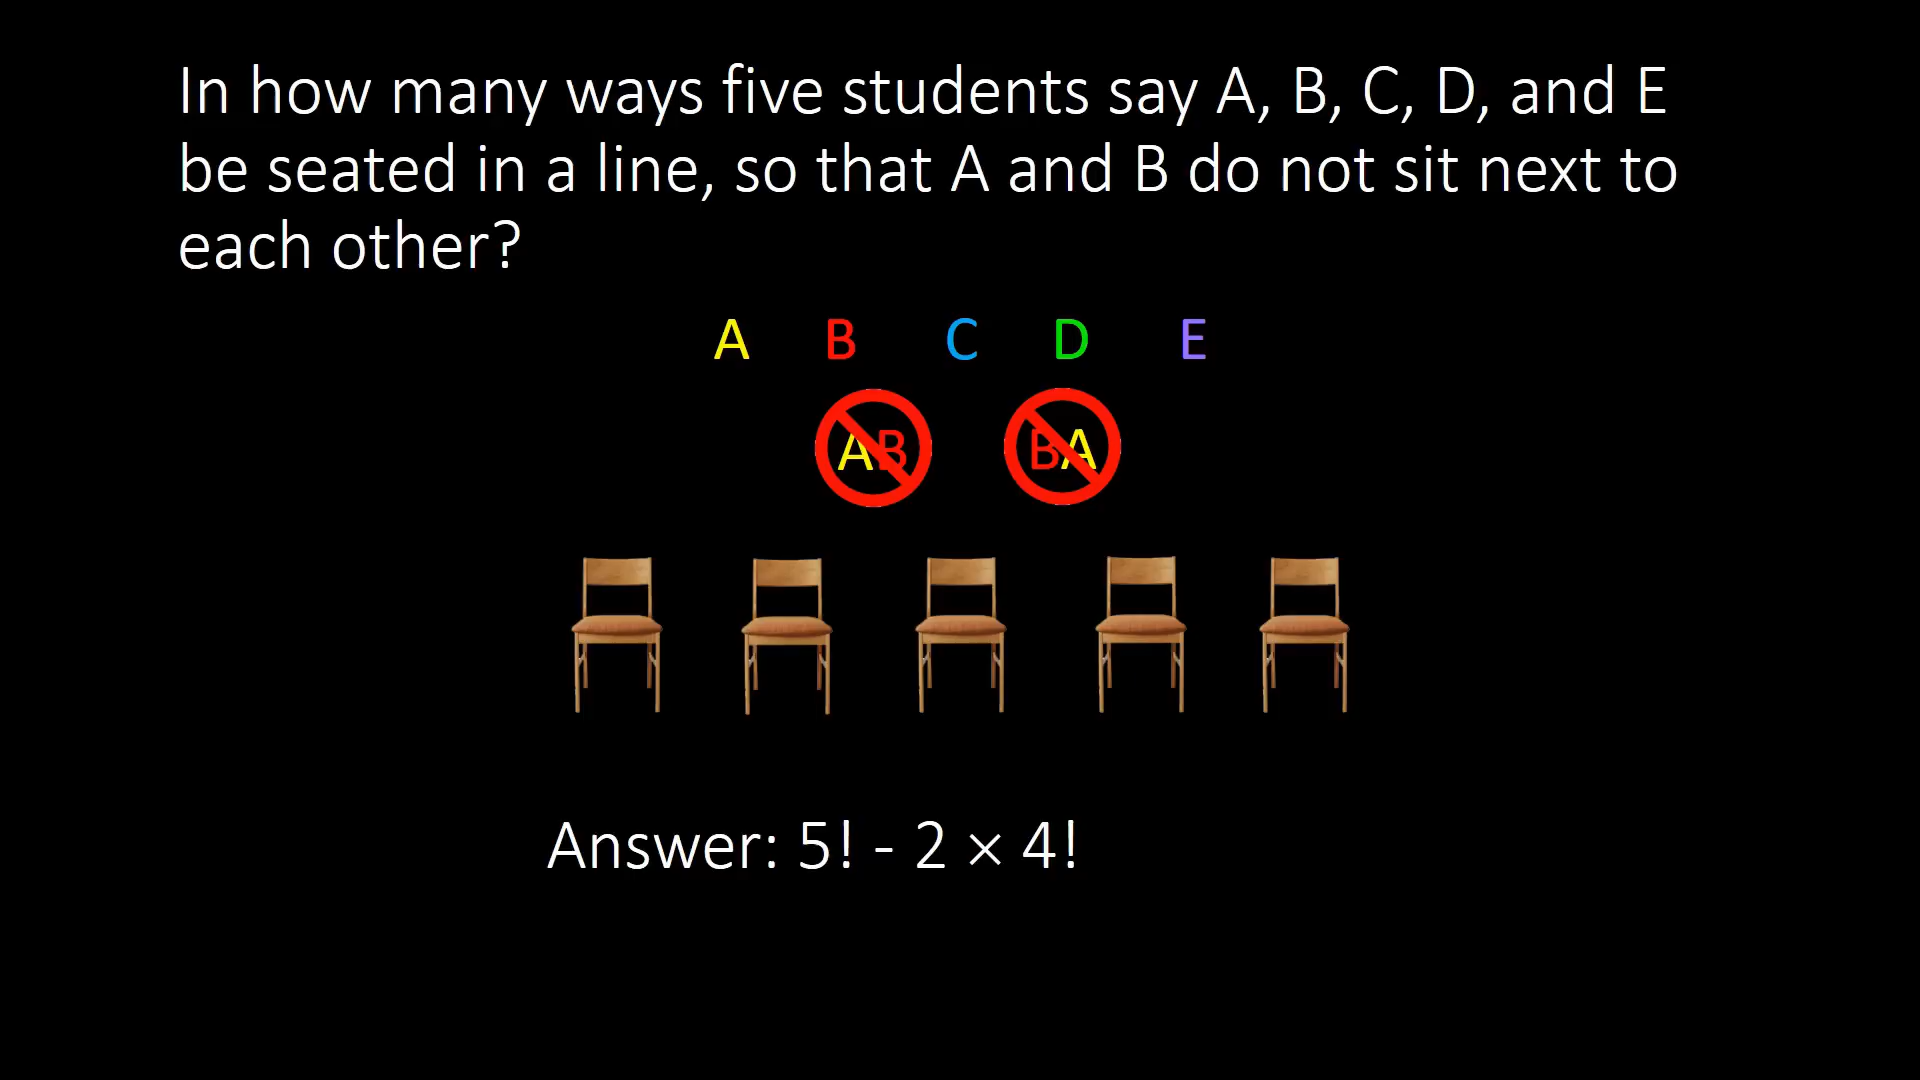 In how many ways five students say A, B, C, D, and E
be seated in a line, so that A and B do not sit next to
each other?
A B C D E
AB BA
Answer: 5! - 2 × 4!